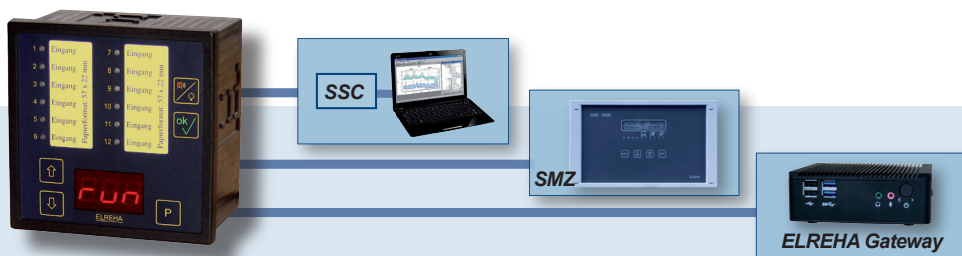 1 Eingang
2 Eingang
3 Eingang
4 Eingang
5 Eingang
6 Eingang
Papierformat: 57 x 22 mm
7 Eingang
8 Eingang
9 Eingang
10 Eingang
11 Eingang
12 Eingang
Papierformat: 57 x 22 mm
ok
run
P
ELREHA
SSC
SMZ
ELREHA Gateway